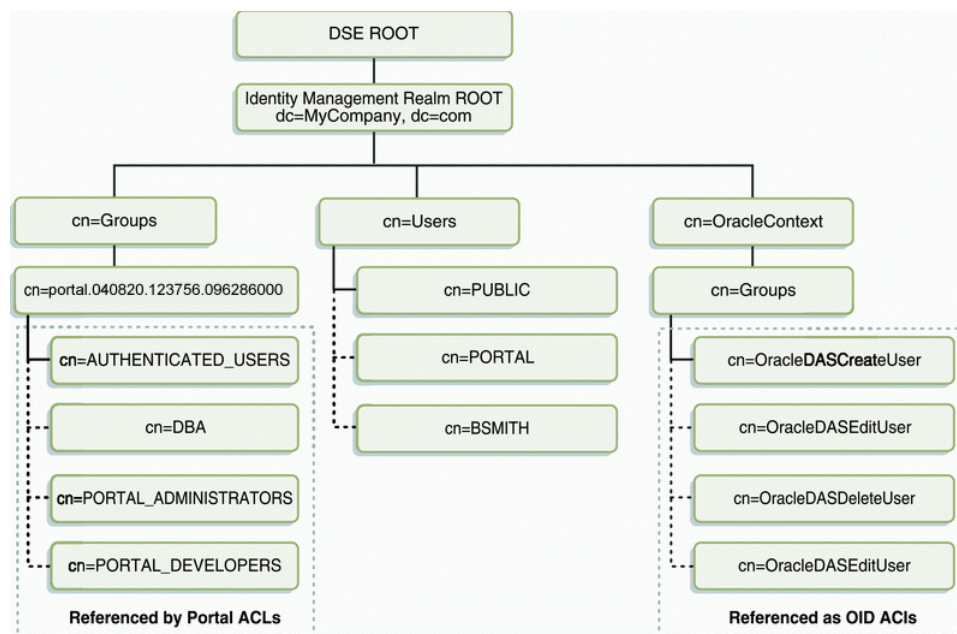 DSE ROOT
Identity Management Realm ROOT
dc=MyCompany, dc=com
cn=Groups
cn=Users
cn=OracleContext
cn=portal.040820.123756.096286000
cn=PUBLIC
cn=Groups
cn=AUTHENTICATED_USERS
cn=PORTAL
cn=OracleDASCreateUser
cn=DBA
cn=BSMITH
cn=OracleDASEditUser
cn=PORTAL_ADMINISTRATORS
cn=OracleDASDeleteUser
cn=PORTAL_DEVELOPERS
cn=OracleDASEditUser
Referenced by Portal ACLs
Referenced as OID ACIs